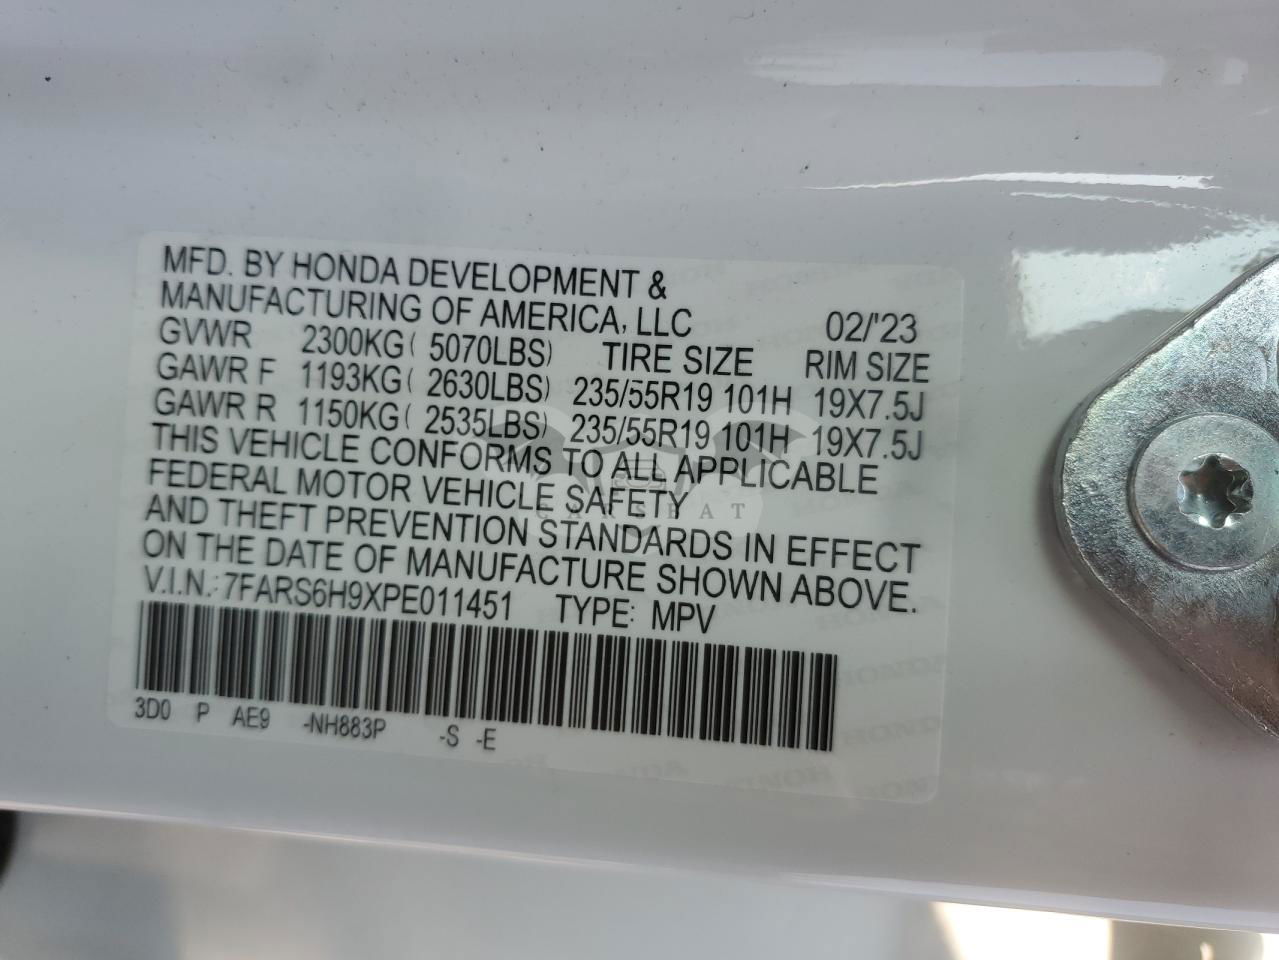 MFD. BY HONDA DEVELOPMENT &
MANUFACTURING OF AMERICA, LLC 02/'23
GVWR 2300KG( 5070LBS) TIRE SIZE RIM SIZE
GAWR F 1193KG( 2630LBS) 235/55R19 101H 19X7.5J
GAWR R 1150KG( 2535LBS) 235/55R19 101H 19X7.5J
THIS VEHICLE CONFORMS TO ALL APPLICABLE
FEDERAL MOTOR VEHICLE SAFETY
AND THEFT PREVENTION STANDARDS IN EFFECT
ON THE DATE OF MANUFACTURE SHOWN ABOVE.
V.I.N.: 7FARS6H9XPE011451 TYPE: MPV
3D0 P AE9 -NH883P -S -E